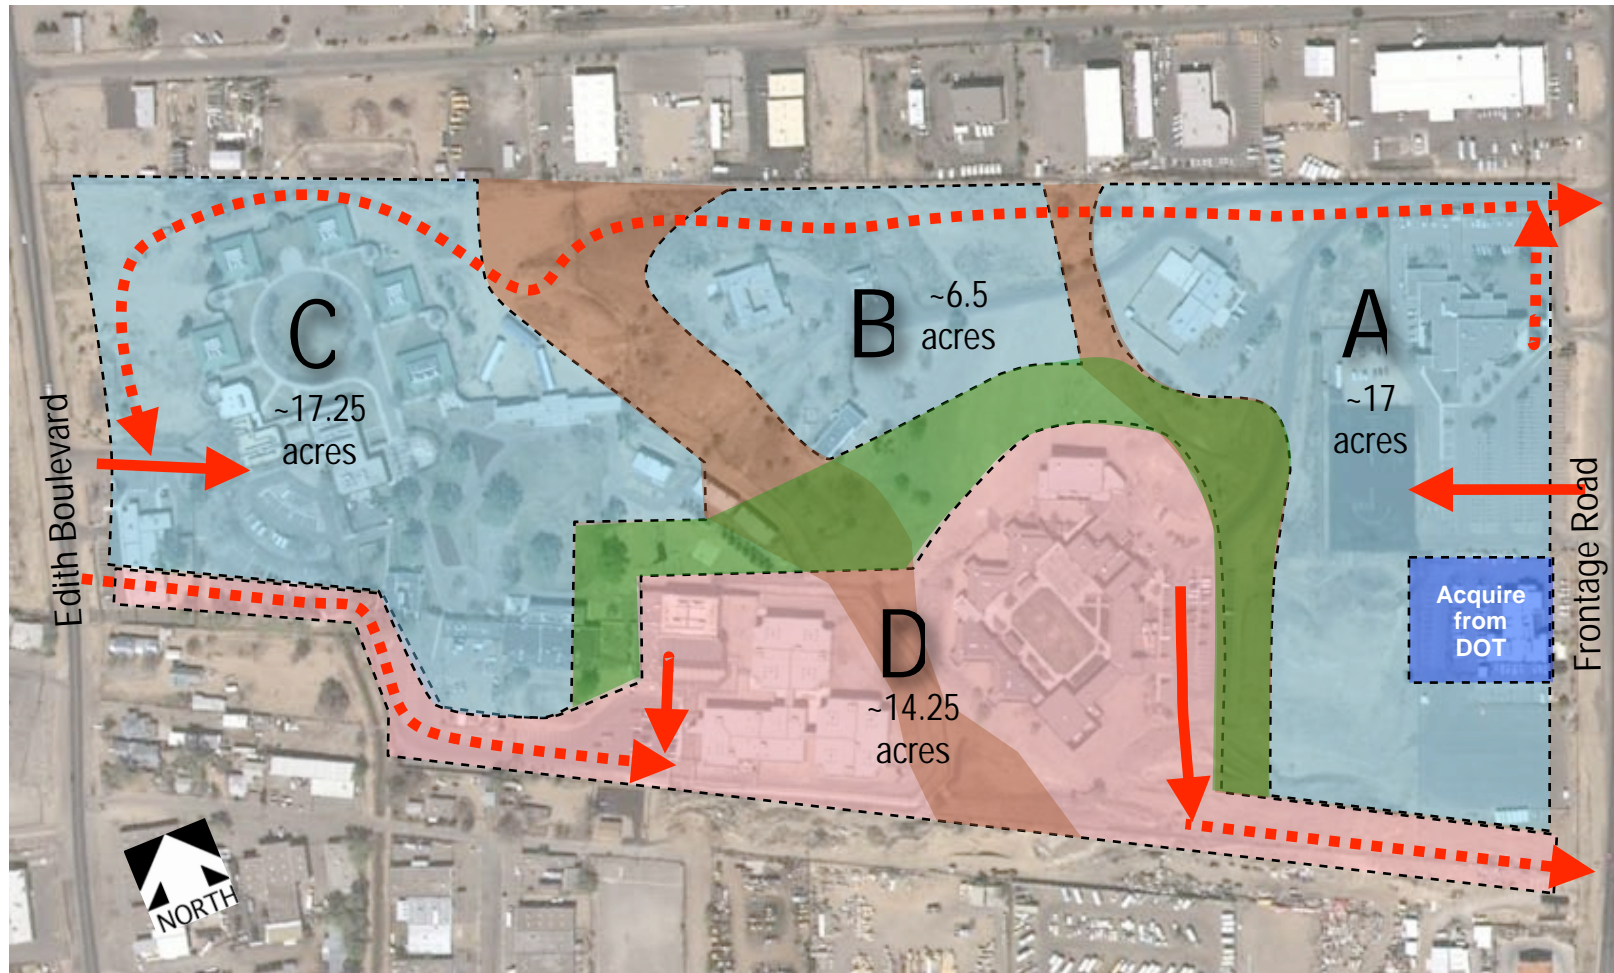 C
~17.25
acres
B
~6.5
acres
A
~17
acres
D
~14.25
acres
Acquire
from
DOT
Edith Boulevard
Frontage Road
NORTH